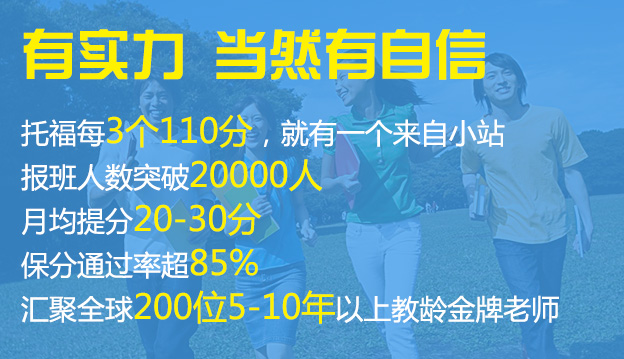 有实力 当然有自信
托福每3个110分，就有一个来自小站
报班人数突破20000人
月均提分20-30分
保分通过率超85%
汇聚全球200位5-10年以上教龄金牌老师